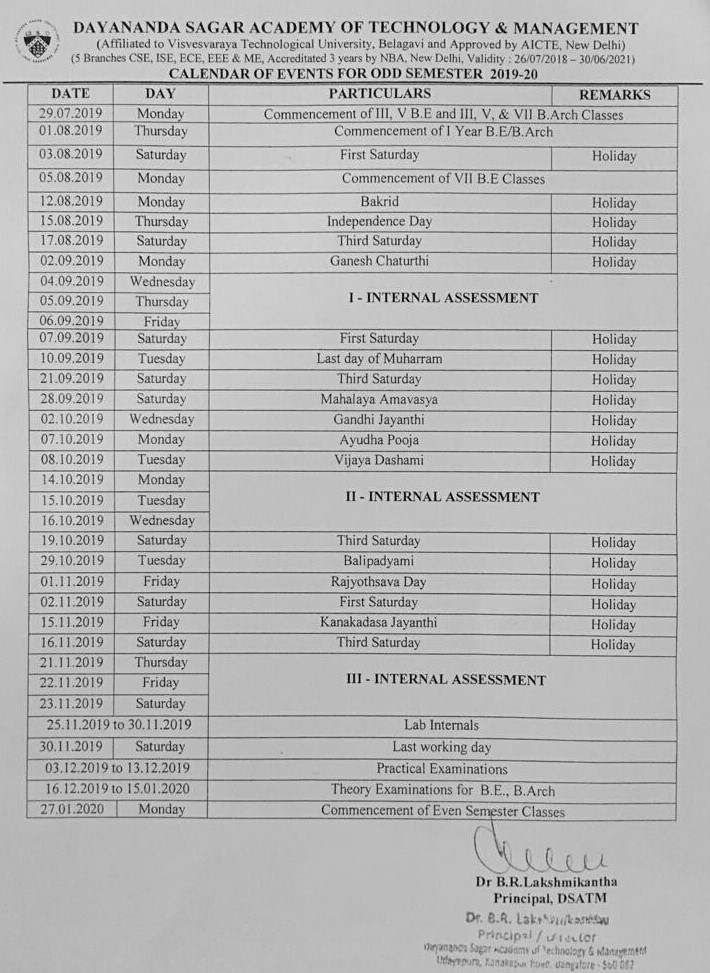 DAYANANDA SAGAR ACADEMY OF TECHNOLOGY & MANAGEMENT
(Affiliated to Visvesvaraya Technological University, Belagavi and Approved by AICTE, New Delhi)
(5 Branches CSE, ISE, ECE, EEE & ME, Accredited 3 years by NBA, New Delhi, Validity : 26/07/2018 – 30/06/2021)
CALENDAR OF EVENTS FOR ODD SEMESTER 2019-20
DATE DAY PARTICULARS REMARKS
29.07.2019 Monday Commencement of III, V B.E and III, V, & VII B.Arch Classes
01.08.2019 Thursday Commencement of I Year B.E/B.Arch
03.08.2019 Saturday First Saturday Holiday
05.08.2019 Monday Commencement of VII B.E Classes
12.08.2019 Monday Bakrid Holiday
15.08.2019 Thursday Independence Day Holiday
17.08.2019 Saturday Third Saturday Holiday
02.09.2019 Monday Ganesh Chaturthi Holiday
04.09.2019 Wednesday
05.09.2019 Thursday I - INTERNAL ASSESSMENT
06.09.2019 Friday
07.09.2019 Saturday First Saturday Holiday
10.09.2019 Tuesday Last day of Muharram Holiday
21.09.2019 Saturday Third Saturday Holiday
28.09.2019 Saturday Mahalaya Amavasya Holiday
02.10.2019 Wednesday Gandhi Jayanthi Holiday
07.10.2019 Monday Ayudha Pooja Holiday
08.10.2019 Tuesday Vijaya Dashami Holiday
14.10.2019 Monday
15.10.2019 Tuesday II - INTERNAL ASSESSMENT
16.10.2019 Wednesday
19.10.2019 Saturday Third Saturday Holiday
29.10.2019 Tuesday Balipadyami Holiday
01.11.2019 Friday Rajyothsava Day Holiday
02.11.2019 Saturday First Saturday Holiday
15.11.2019 Friday Kanakadasa Jayanthi Holiday
16.11.2019 Saturday Third Saturday Holiday
21.11.2019 Thursday
22.11.2019 Friday III - INTERNAL ASSESSMENT
23.11.2019 Saturday
25.11.2019 to 30.11.2019 Lab Internals
30.11.2019 Saturday Last working day
03.12.2019 to 13.12.2019 Practical Examinations
16.12.2019 to 15.01.2020 Theory Examinations for B.E., B.Arch
27.01.2020 Monday Commencement of Even Semester Classes
Dr B.R.Lakshmikantha
Principal, DSATM
Dr. B.R.
Principal /
Dayananda Sagar Academy of Technology & Management